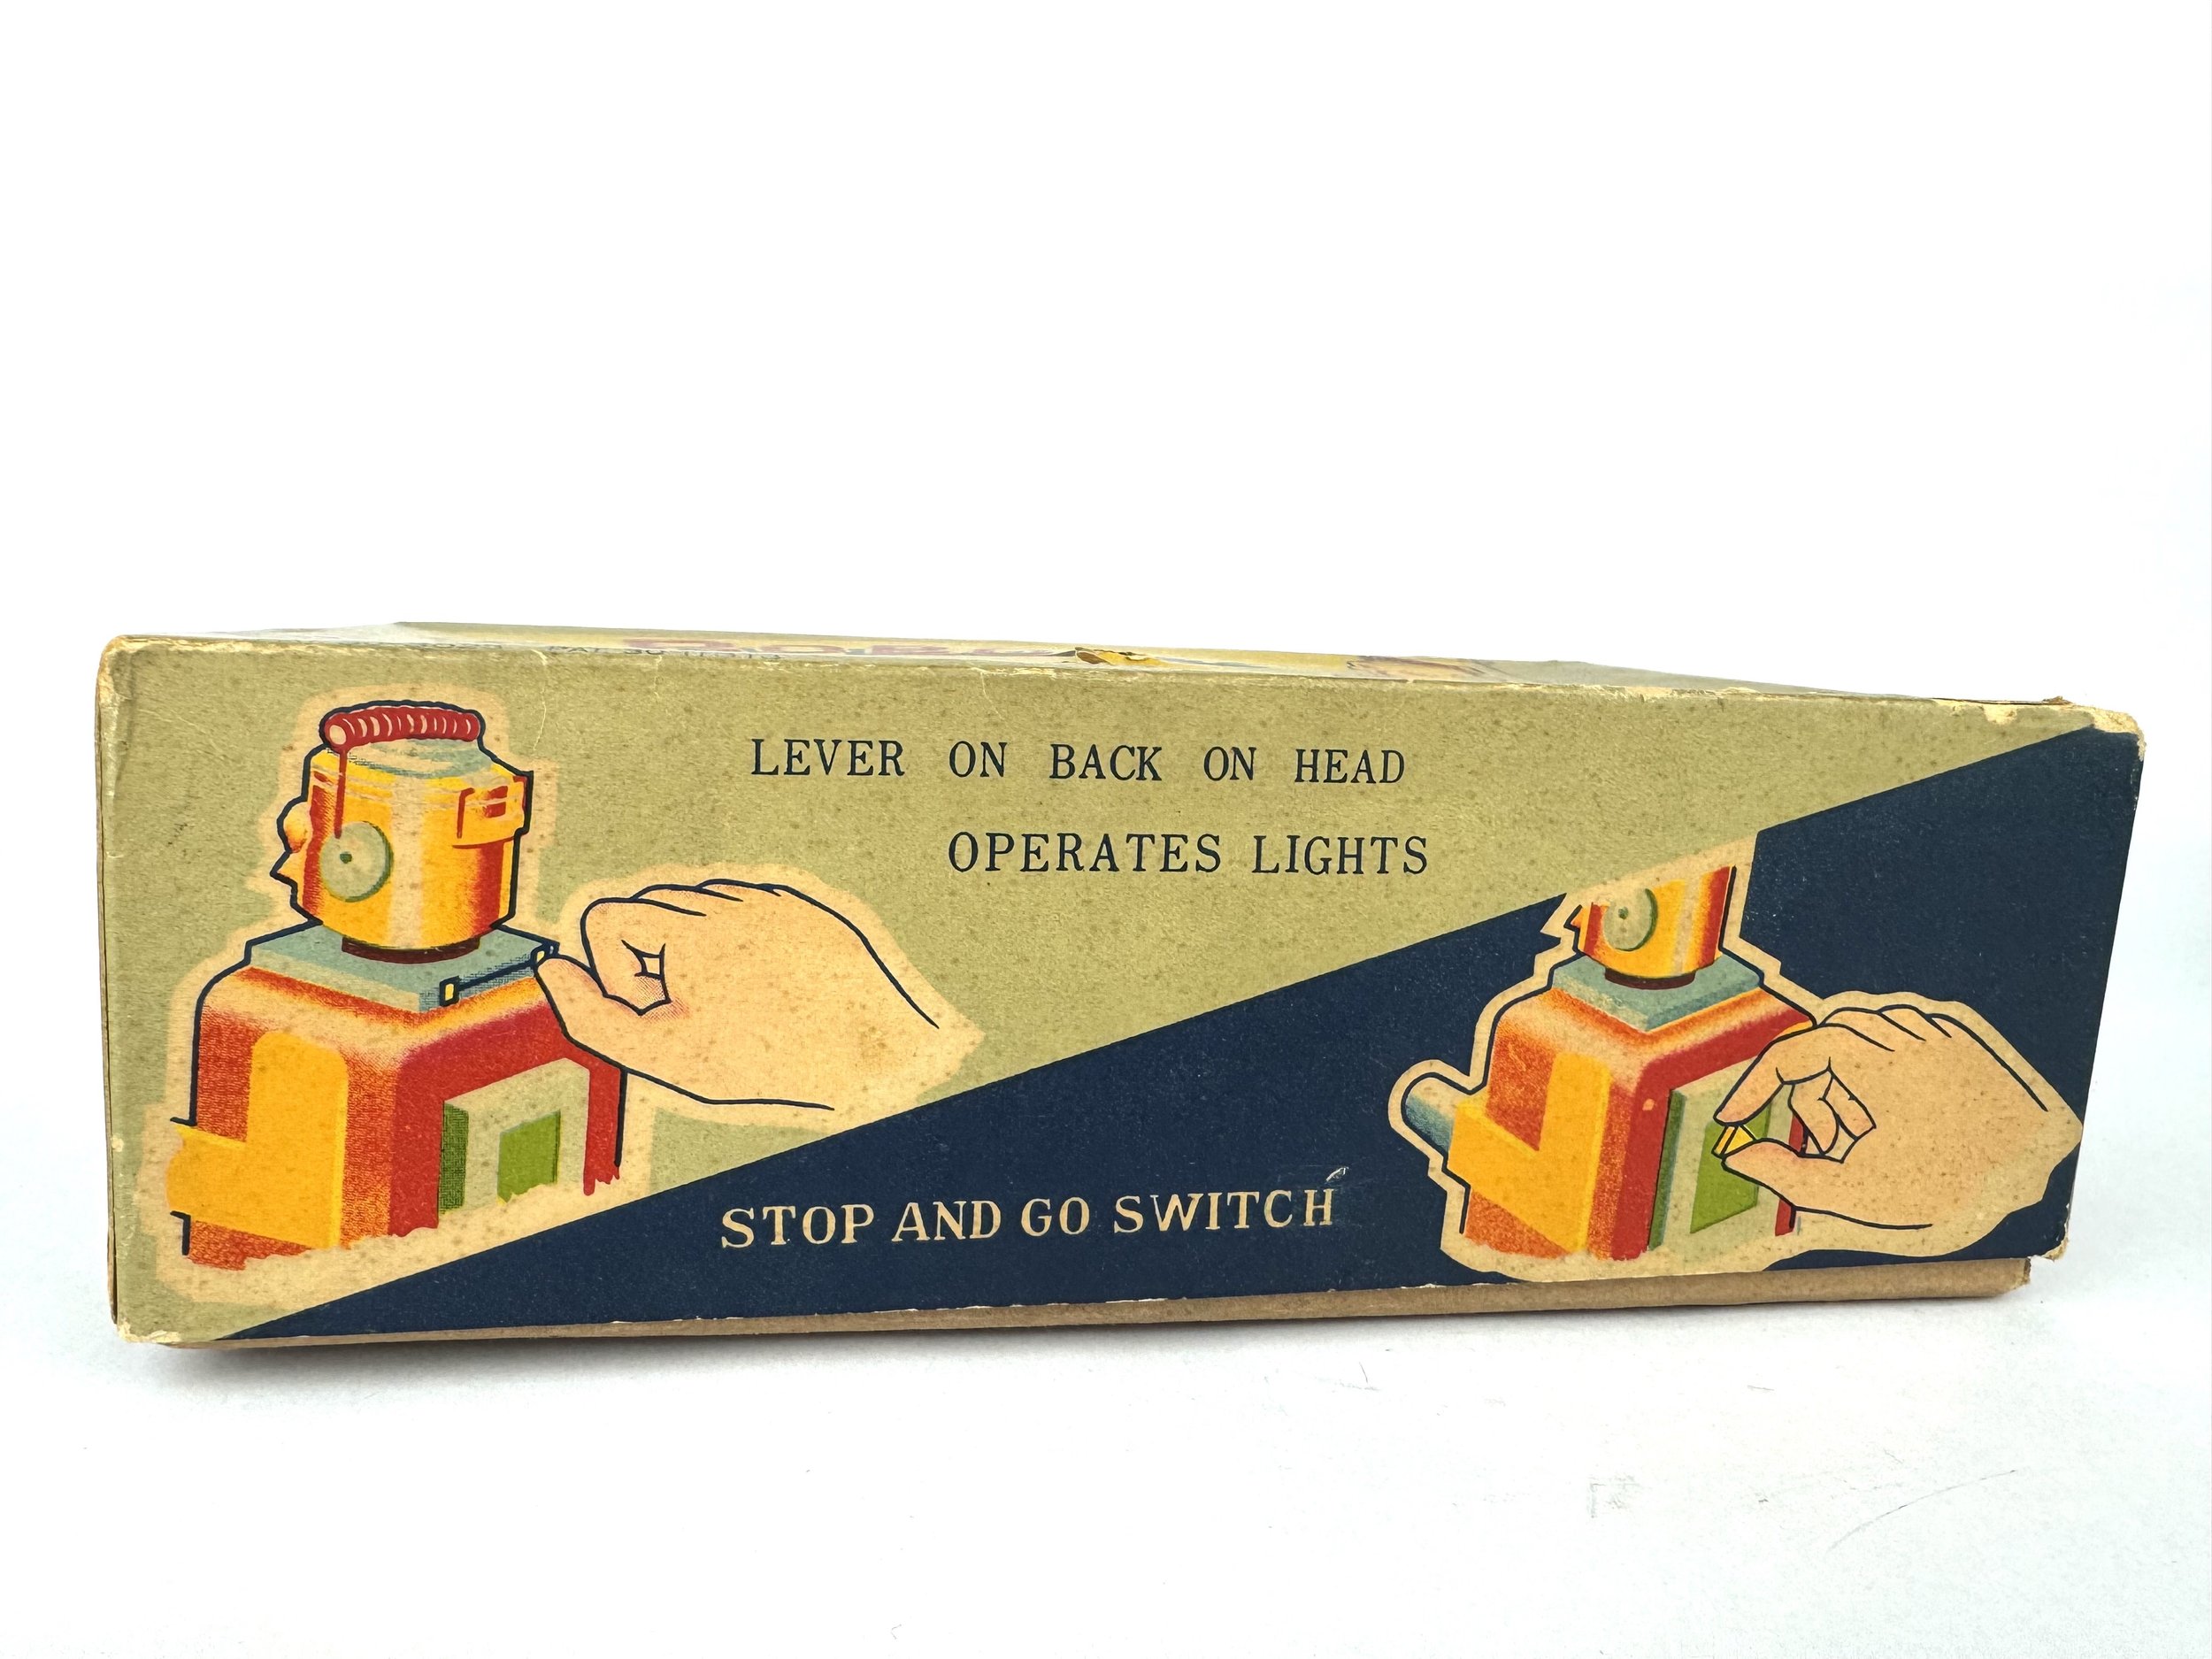 LEVER ON BACK ON HEAD
OPERATES LIGHTS
STOP AND GO SWITCH